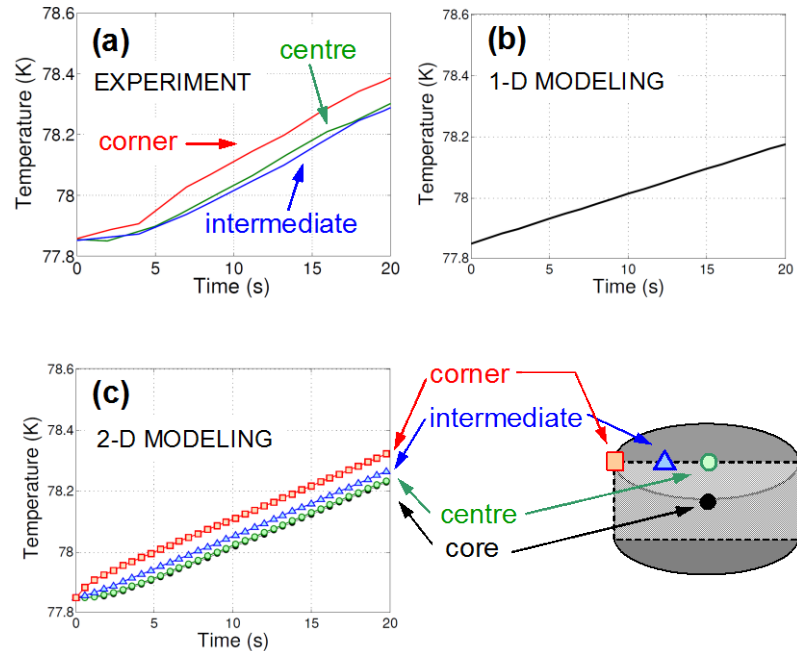 78.6
78.4
78.2
78
77.8
Temperature (K)
(a)
EXPERIMENT
centre
corner
intermediate
0
5
10
15
20
Time (s)
78.6
78.4
78.2
78
77.8
Temperature (K)
(b)
1-D MODELING
0
5
10
15
20
Time (s)
78.6
78.4
78.2
78
77.8
Temperature (K)
(c)
2-D MODELING
0
5
10
15
20
Time (s)
corner
intermediate
centre
core